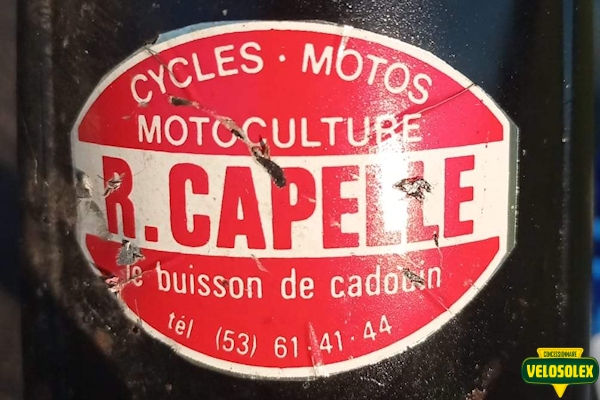 CYCLES · MOTOS
MOTOCULTURE
R. CAPELLE
le buisson de cadouin
tél (53) 61·41·44
CONCESSIONNAIRE
VELOSOLEX